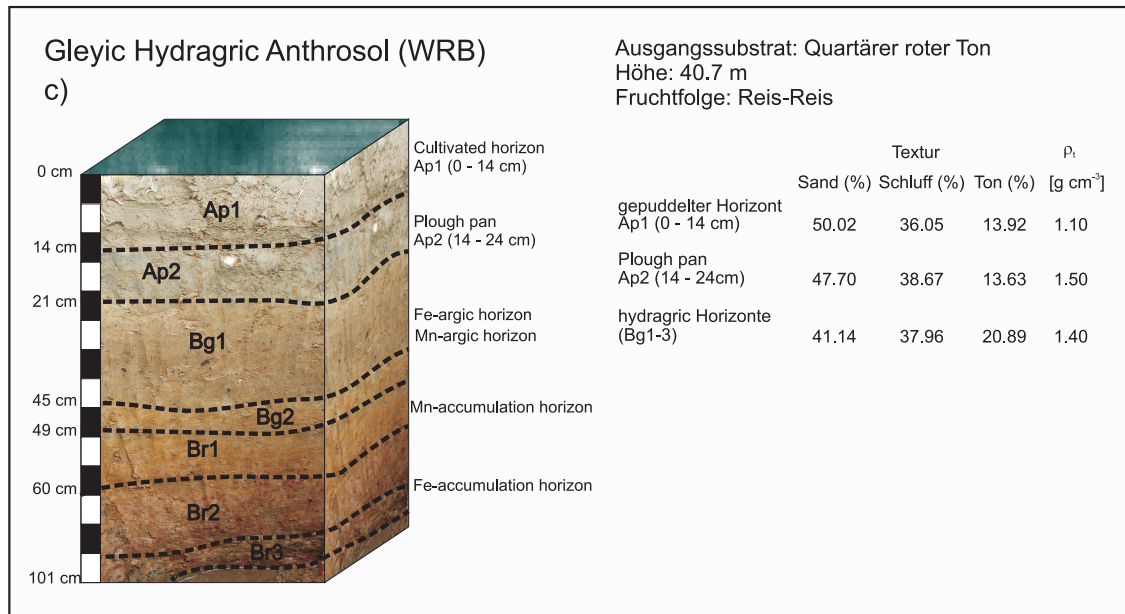 Gleyic Hydragric Anthrosol (WRB)
c)
Ausgangssubstrat: Quartärer roter Ton
Höhe: 40.7 m
Fruchtfolge: Reis-Reis
0 cm
14 cm
21 cm
45 cm
49 cm
60 cm
101 cm
Ap1
Ap2
Bg1
Bg2
Br1
Br2
Br3
Cultivated horizon
Ap1 (0 - 14 cm)
Plough pan
Ap2 (14 - 24 cm)
Fe-argic horizon
Mn-argic horizon
Mn-accumulation horizon
Fe-accumulation horizon
Textur ρt
Sand (%) Schluff (%) Ton (%) [g cm⁻³]
gepuddelter Horizont
Ap1 (0 - 14 cm) 50.02 36.05 13.92 1.10
Plough pan
Ap2 (14 - 24cm) 47.70 38.67 13.63 1.50
hydragric Horizonte
(Bg1-3) 41.14 37.96 20.89 1.40